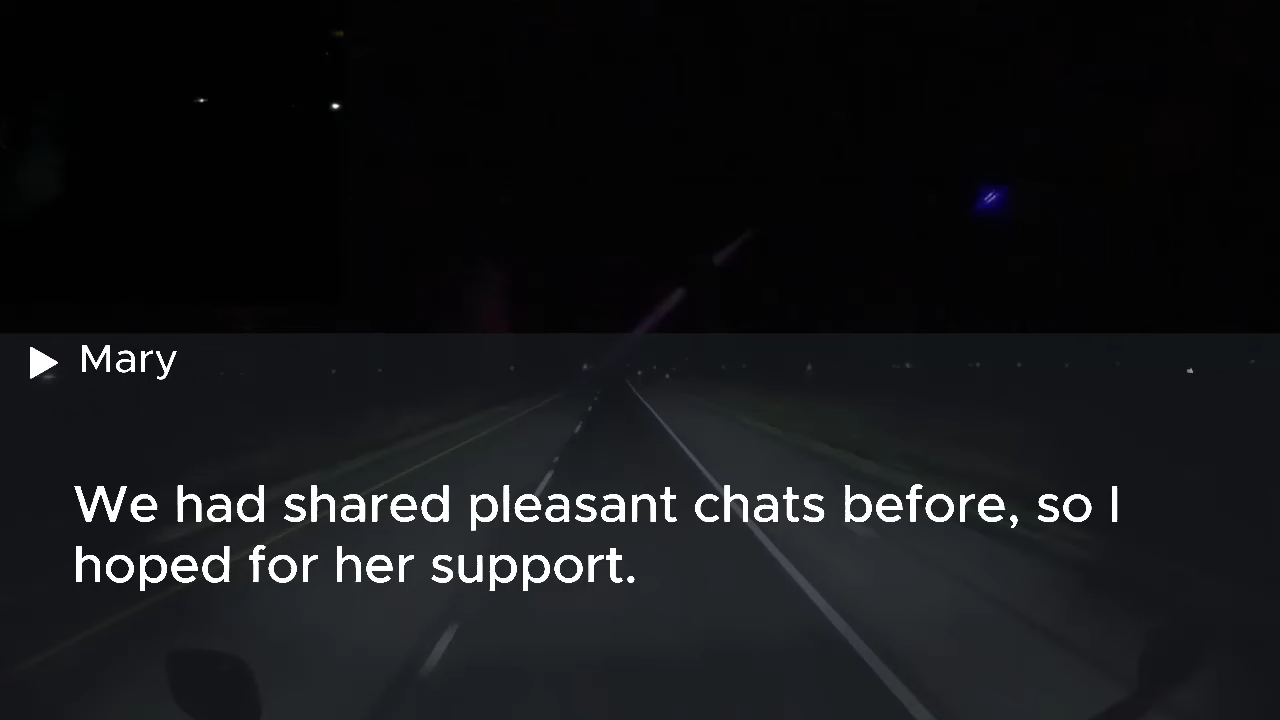 Mary
We had shared pleasant chats before, so I
hoped for her support.